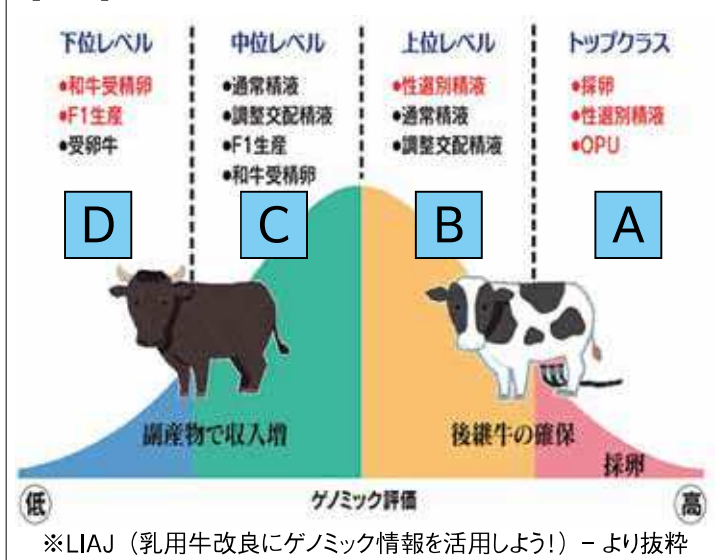 下位レベル
●和牛受精卵
●F1生産
●受卵牛
中位レベル
●通常精液
●調整交配精液
●F1生産
●和牛受精卵
上位レベル
●性選別精液
●通常精液
●調整交配精液
トップクラス
●採卵
●性選別精液
●OPU
D
C
B
A
副産物で収入増
後継牛の確保
採卵
低
ゲノミック評価
高
※LIAJ（乳用牛改良にゲノミック情報を活用しよう!）－より抜粋